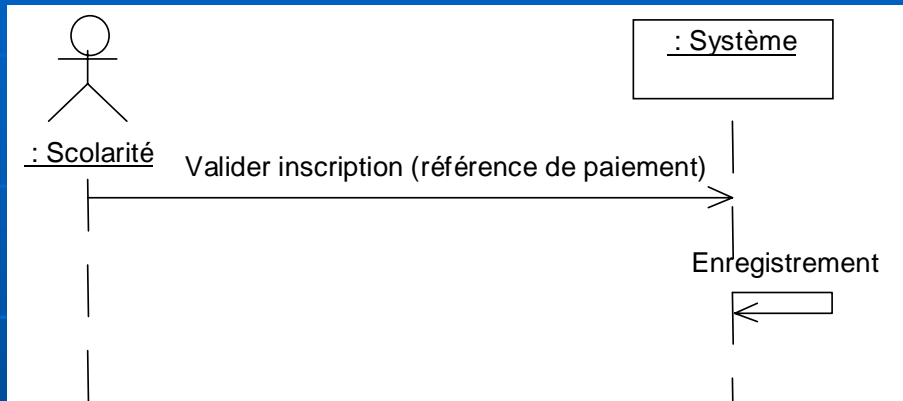 : Système
: Scolarité
Valider inscription (référence de paiement)
Enregistrement